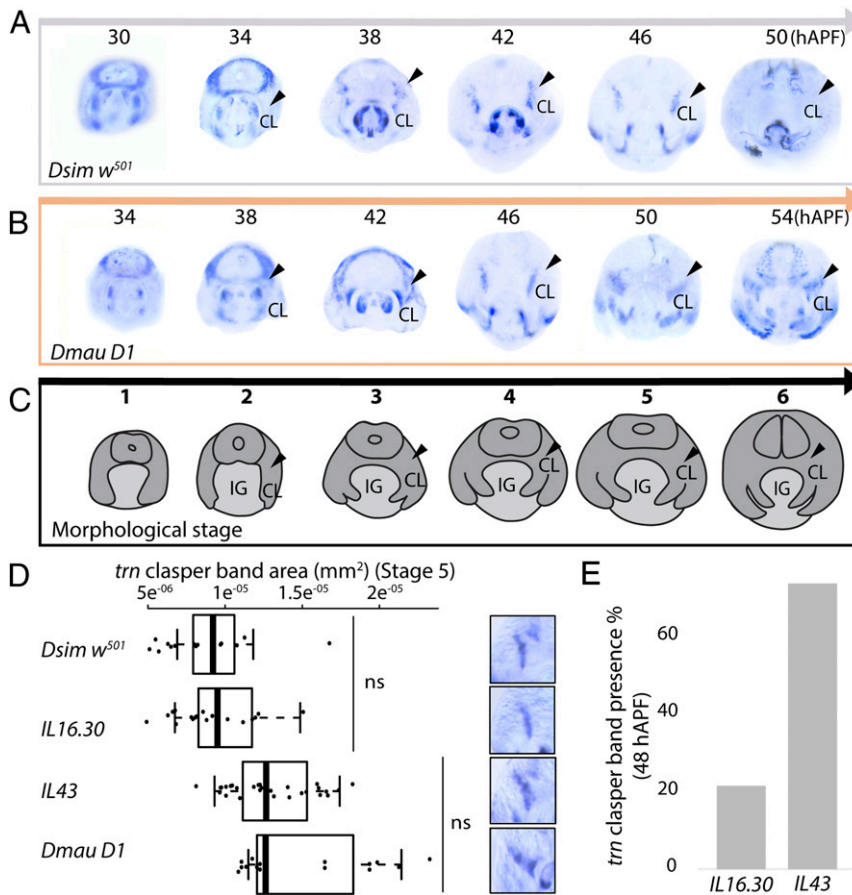 A
30 34 38 42 46 50 (hAPF)
CL CL CL CL CL
Dsim w⁵⁰¹
B
34 38 42 46 50 54 (hAPF)
CL CL CL CL CL
Dmau D1
C
1 2 3 4 5 6
IG CL IG CL IG CL IG CL IG CL
Morphological stage
D
trn clasper band area (mm²) (Stage 5)
5e⁻⁰⁶ 1e⁻⁰⁵ 1.5e⁻⁰⁵ 2e⁻⁰⁵
Dsim w⁵⁰¹
ns
IL16.30
IL43
ns
Dmau D1
E
trn clasper band presence %
(48 hAPF)
60
40
20
0
IL16.30 IL43